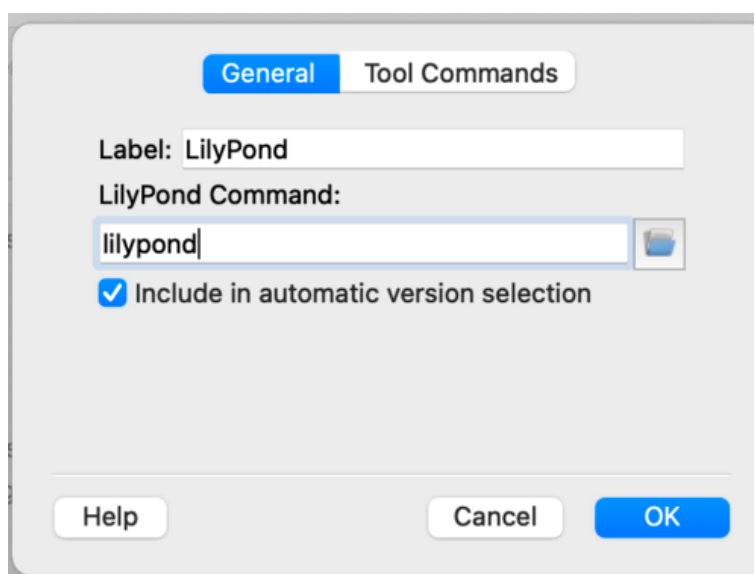 General Tool Commands
Label: LilyPond
LilyPond Command:
lilypond
Include in automatic version selection
Help Cancel OK